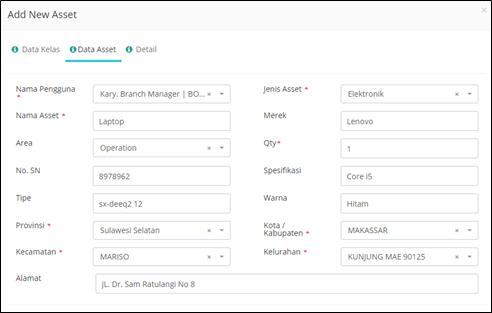 Add New Asset ×
Data Kelas Data Asset Detail
Nama Pengguna * Kary. Branch Manager | BO... × Jenis Asset * Elektronik ×
Nama Asset * Laptop Merek Lenovo
Area Operation × Qty* 1
No. SN 8978962 Spesifikasi Core i5
Tipe sx-deeq2 12 Warna Hitam
Provinsi * Sulawesi Selatan × Kota / Kabupaten * MAKASSAR ×
Kecamatan * MARISO × Kelurahan * KUNJUNG MAE 90125 ×
Alamat JL. Dr. Sam Ratulangi No 8